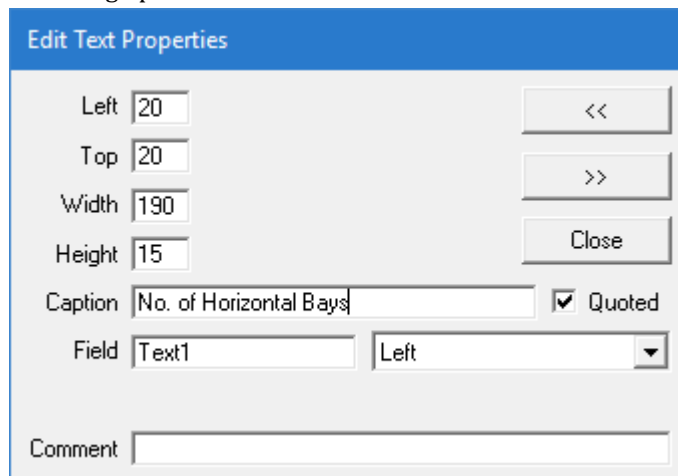 Edit Text Properties
Left 20 <<
Top 20 >>
Width 190
Height 15 Close
Caption No. of Horizontal Bays Quoted
Field Text1 Left
Comment